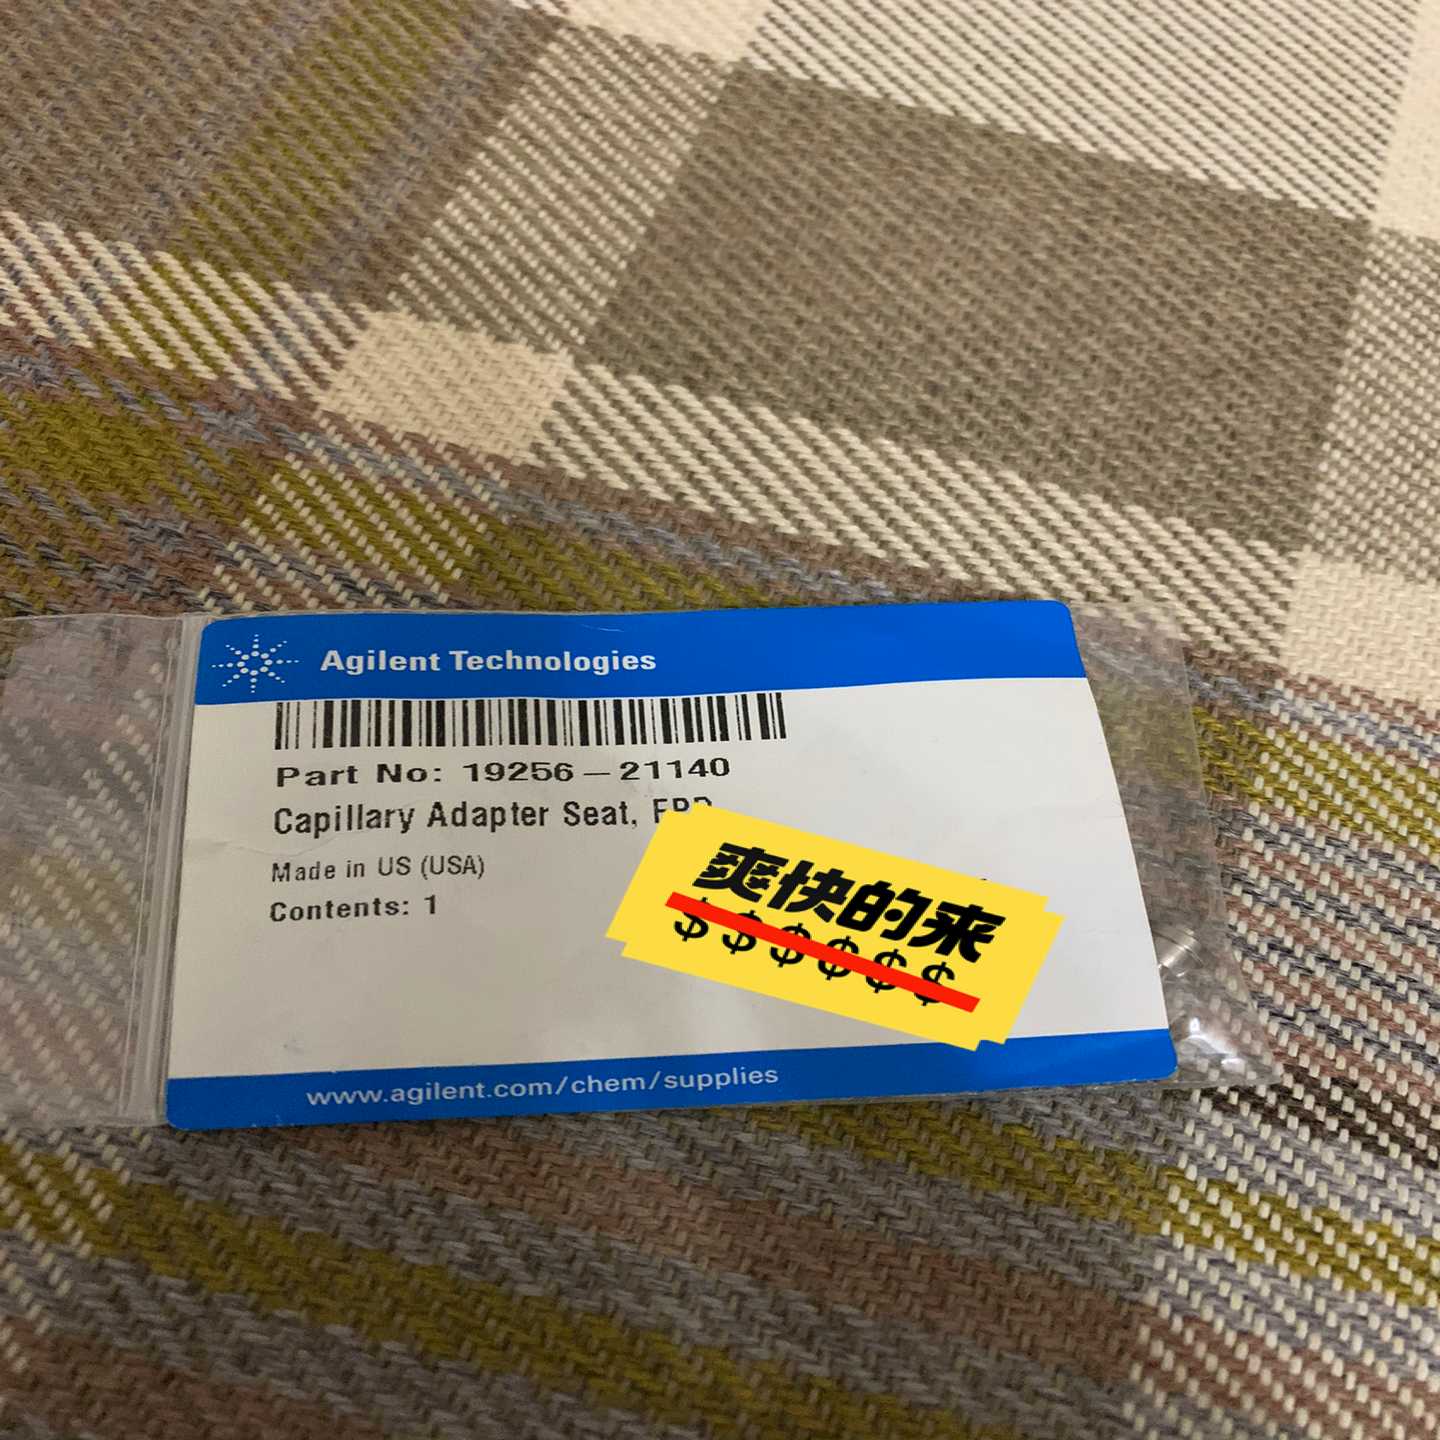 Agilent Technologies
Part No: 19256-21140
Capillary Adapter Seat,
Made in US (USA)
Contents: 1
爽快的来
$$$$$$
www.agilent.com/chem/supplies